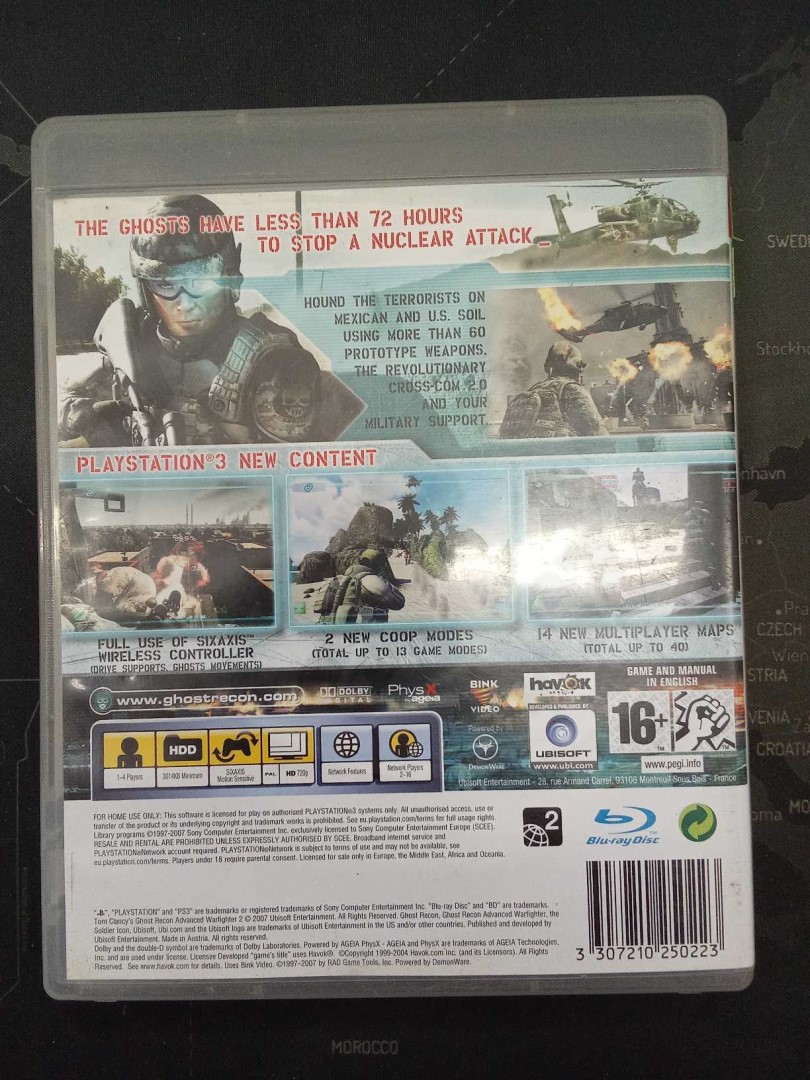 THE GHOSTS HAVE LESS THAN 72 HOURS
TO STOP A NUCLEAR ATTACK_
HOUND THE TERRORISTS ON
MEXICAN AND U.S. SOIL
USING MORE THAN 60
PROTOTYPE WEAPONS,
THE REVOLUTIONARY
CROSS-COM 2.0
AND YOUR
MILITARY SUPPORT.
PLAYSTATION®3 NEW CONTENT
FULL USE OF SIXAXIS™
WIRELESS CONTROLLER
(DRIVE SUPPORTS, GHOSTS MOVEMENTS)
2 NEW COOP MODES
(TOTAL UP TO 13 GAME MODES)
14 NEW MULTIPLAYER MAPS
(TOTAL UP TO 40)
www.ghostrecon.com
DOLBY
DIGITAL
PhysX
by ageia
BINK
VIDEO
Powered by
DEMONWARE
havok
DEVELOPED & PUBLISHED BY
UBISOFT
www.ubi.com
GAME AND MANUAL
IN ENGLISH
16+
www.pegi.info
1-4 Players
HDD
3014KB Minimum
SIXAXIS
Motion Sensitive
PAL HD 720p
Network Features
Network Players
2-16
Ubisoft Entertainment - 28, rue Armand Carrel, 93108 Montreuil Sous Bois - France
FOR HOME USE ONLY: This software is licensed for play on authorised PLAYSTATION®3 systems only. All unauthorised access, use or
transfer of the product or its underlying copyright and trademark works is prohibited. See eu.playstation.com/terms for full usage rights.
Library programs ©1997-2007 Sony Computer Entertainment Inc. exclusively licensed to Sony Computer Entertainment Europe (SCEE).
RESALE AND RENTAL ARE PROHIBITED UNLESS EXPRESSLY AUTHORISED BY SCEE. Broadband internet service and
PLAYSTATION®Network account required. PLAYSTATION®Network is subject to terms of use and may not be available, see
eu.playstation.com/terms. Players under 18 require parental consent. Licensed for sale only in Europe, the Middle East, Africa and Oceania.
2
Blu-ray Disc™
", "PLAYSTATION" and "PS3" are trademarks or registered trademarks of Sony Computer Entertainment Inc. "Blu-ray Disc" and "BD" are trademarks.
Tom Clancy's Ghost Recon Advanced Warfighter 2 © 2007 Ubisoft Entertainment. All Rights Reserved. Ghost Recon, Ghost Recon Advanced Warfighter, the
Soldier Icon, Ubisoft, Ubi.com and the Ubisoft logo are trademarks of Ubisoft Entertainment in the US and/or other countries. Published and developed by
Ubisoft Entertainment. Made in Austria. All rights reserved.
Dolby and the double-D symbol are trademarks of Dolby Laboratories. Powered by AGEIA PhysX - AGEIA and PhysX are trademarks of AGEIA Technologies,
Inc. and are used under license. Licensee Developed "game's title" uses Havok®. ©Copyright 1999-2004 Havok.com Inc. (and its Licensors). All Rights
Reserved. See www.havok.com for details. Uses Bink Video. ©1997-2007 by RAD Game Tools, Inc. Powered by DemonWare.
3 307210 250223
SWED
Stockho
nhavn
CZECH
Wien
STRIA
VENIA
CROATIA
MO
MOROCCO